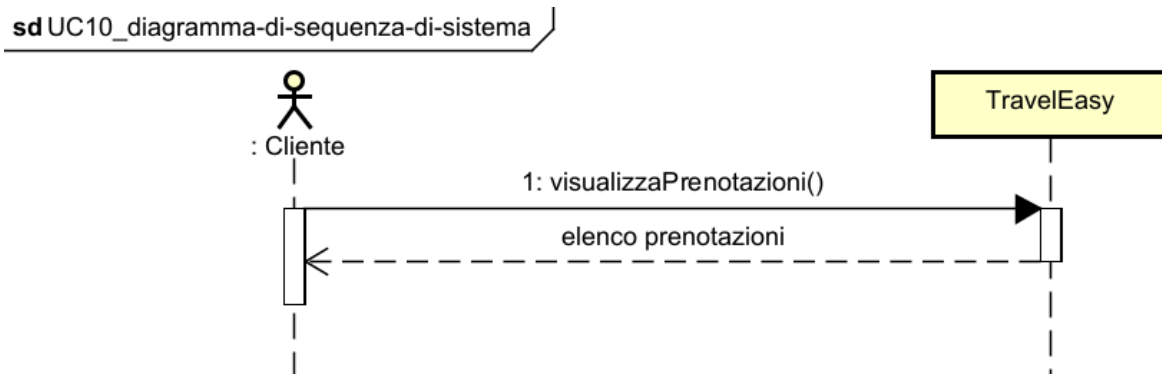 sd UC10_diagramma-di-sequenza-di-sistema
: Cliente
TravelEasy
1: visualizzaPrenotazioni()
elenco prenotazioni